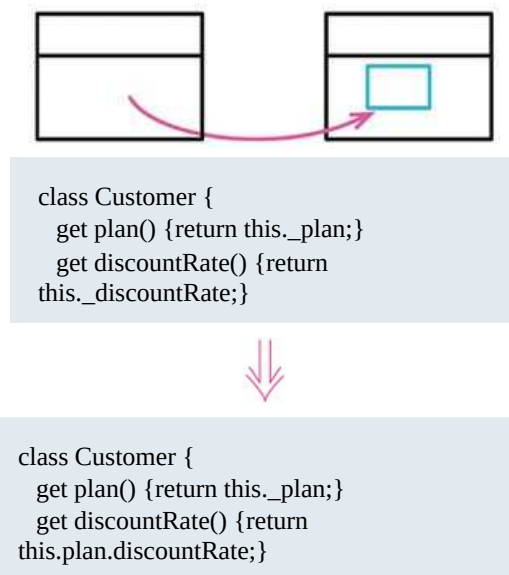 class Customer {
get plan() {return this._plan;}
get discountRate() {return
this._discountRate;}
class Customer {
get plan() {return this._plan;}
get discountRate() {return
this.plan.discountRate;}